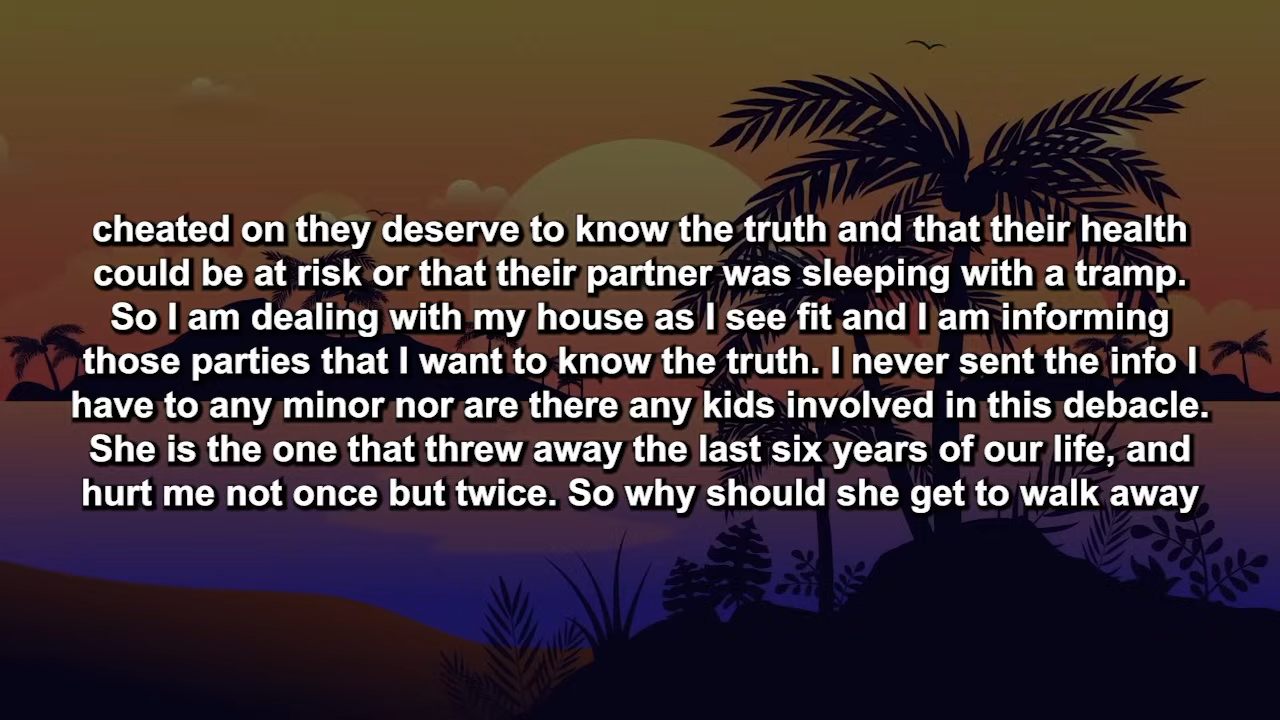 cheated on they deserve to know the truth and that their health
could be at risk or that their partner was sleeping with a tramp.
So I am dealing with my house as I see fit and I am informing
those parties that I want to know the truth. I never sent the info I
have to any minor nor are there any kids involved in this debacle.
She is the one that threw away the last six years of our life, and
hurt me not once but twice. So why should she get to walk away